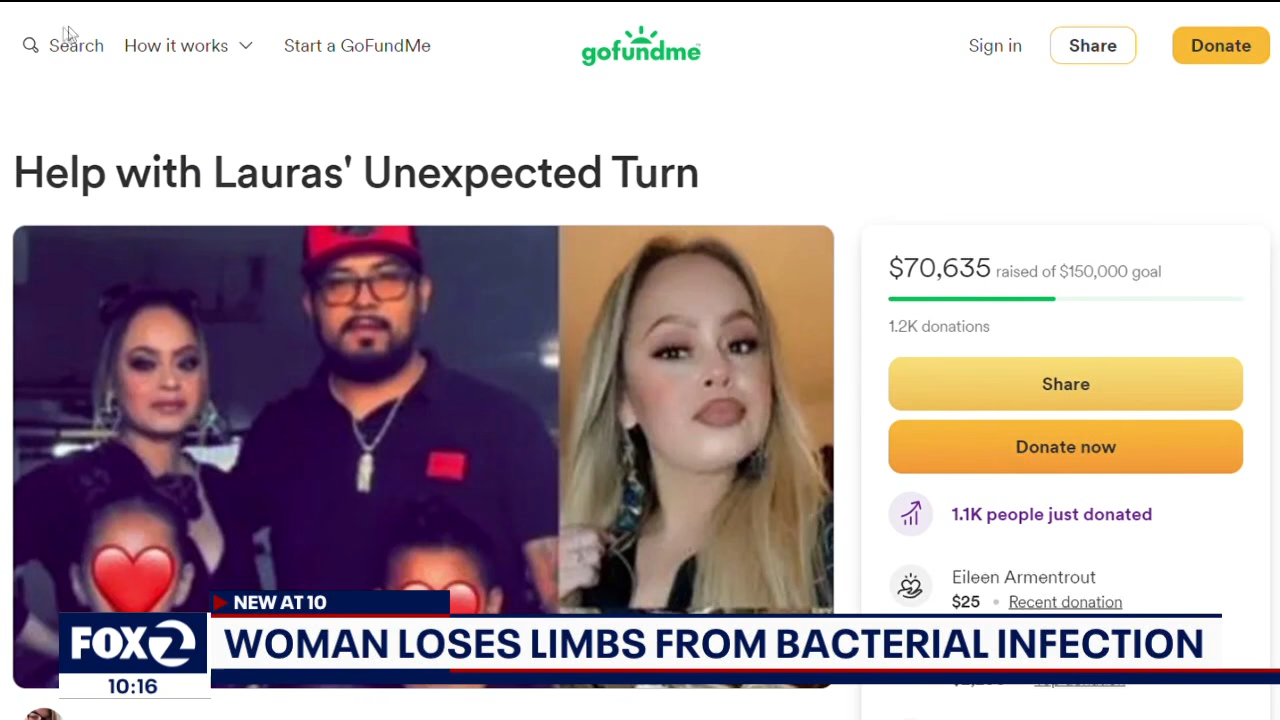 Search
How it works
Start a GoFundMe
gofundme
Sign in
Share
Donate
Help with Lauras' Unexpected Turn
$70,635 raised of $150,000 goal
1.2K donations
Share
Donate now
1.1K people just donated
Eileen Armentrout
$25 • Recent donation
NEW AT 10
FOX 2
WOMAN LOSES LIMBS FROM BACTERIAL INFECTION
10:16